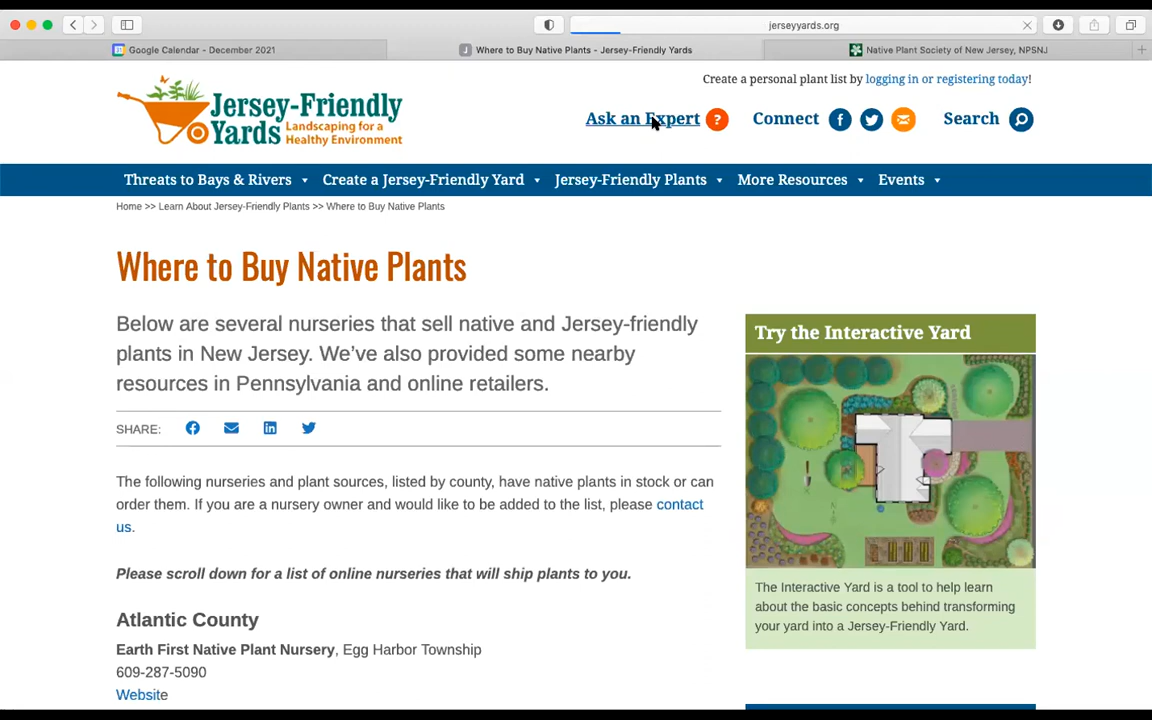 jerseyyards.org
Google Calendar - December 2021
Where to Buy Native Plants - Jersey-Friendly Yards
Native Plant Society of New Jersey, NPSNJ
Create a personal plant list by logging in or registering today!
Jersey-Friendly
Yards Landscaping for a
Healthy Environment
Ask an Expert ? Connect Search
Threats to Bays & Rivers Create a Jersey-Friendly Yard Jersey-Friendly Plants More Resources Events
Home >> Learn About Jersey-Friendly Plants >> Where to Buy Native Plants
Where to Buy Native Plants
Below are several nurseries that sell native and Jersey-friendly
plants in New Jersey. We've also provided some nearby
resources in Pennsylvania and online retailers.
SHARE:
The following nurseries and plant sources, listed by county, have native plants in stock or can
order them. If you are a nursery owner and would like to be added to the list, please contact
us.
Please scroll down for a list of online nurseries that will ship plants to you.
Atlantic County
Earth First Native Plant Nursery, Egg Harbor Township
609-287-5090
Website
Try the Interactive Yard
The Interactive Yard is a tool to help learn
about the basic concepts behind transforming
your yard into a Jersey-Friendly Yard.